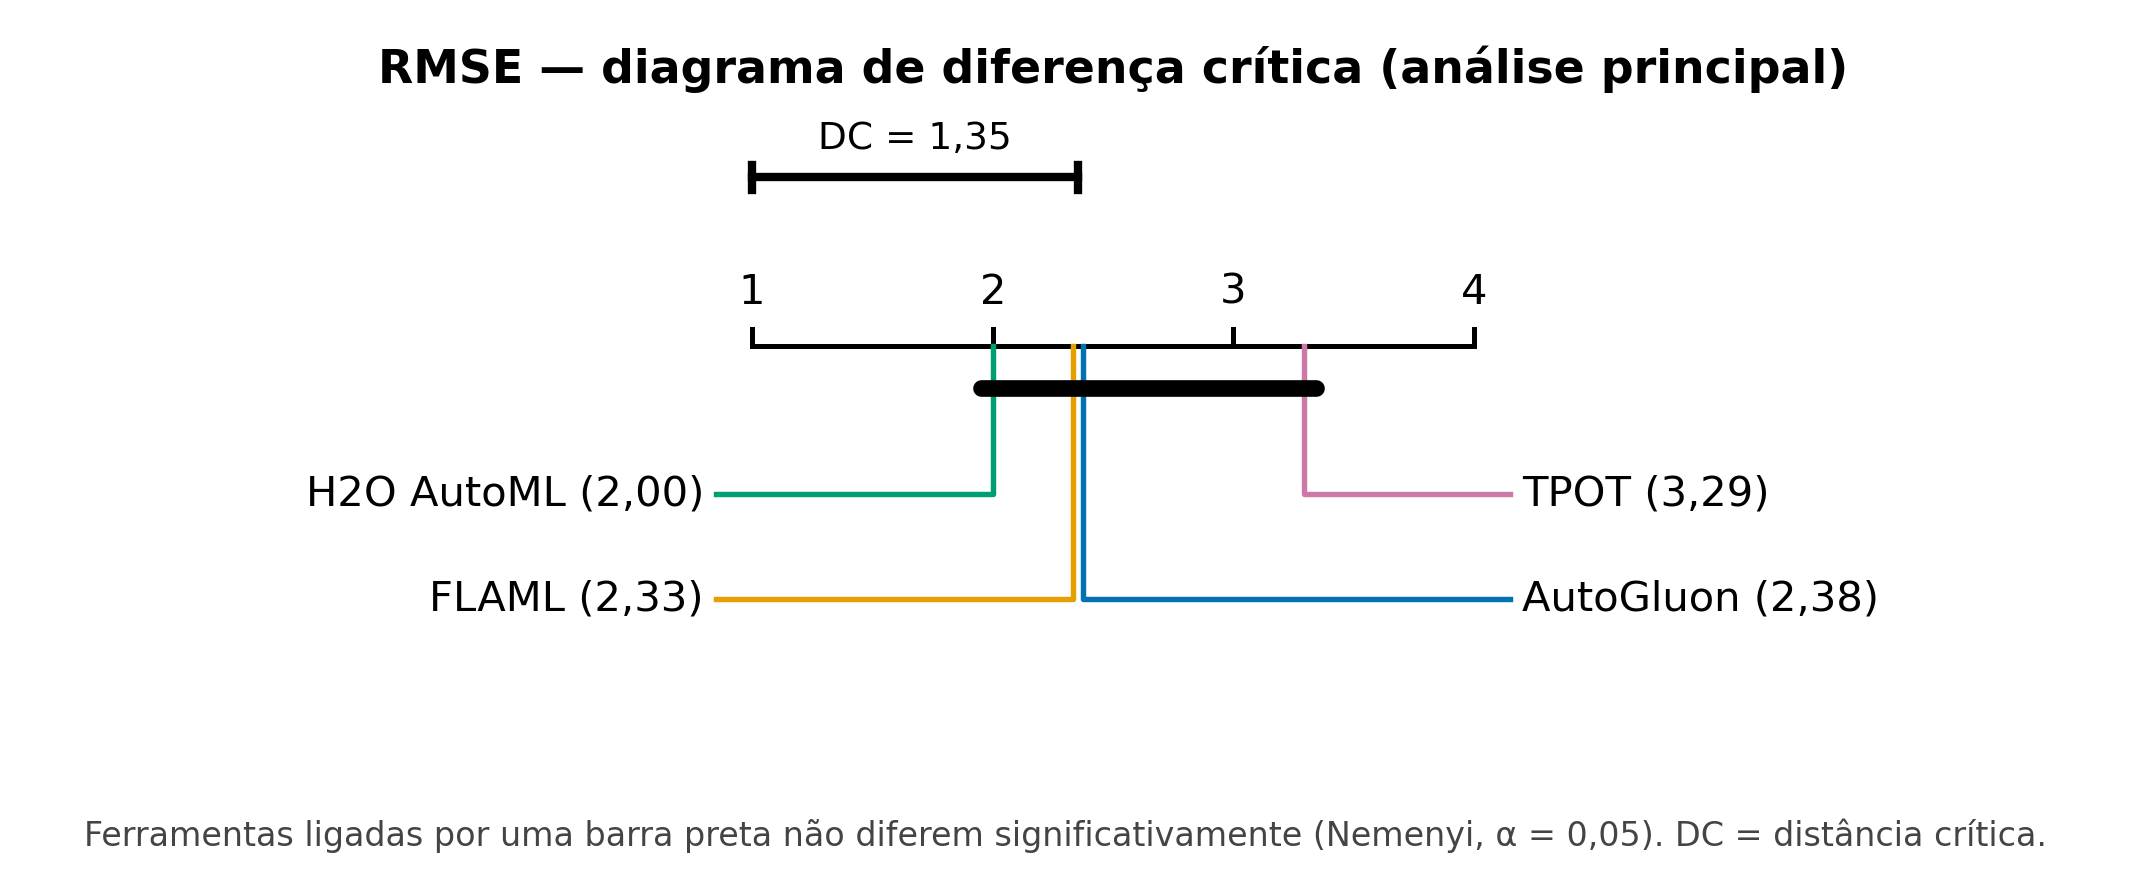 RMSE — diagrama de diferença crítica (análise principal)
DC = 1,35
1 2 3 4
H2O AutoML (2,00) TPOT (3,29)
FLAML (2,33) AutoGluon (2,38)
Ferramentas ligadas por uma barra preta não diferem significativamente (Nemenyi, α = 0,05). DC = distância crítica.